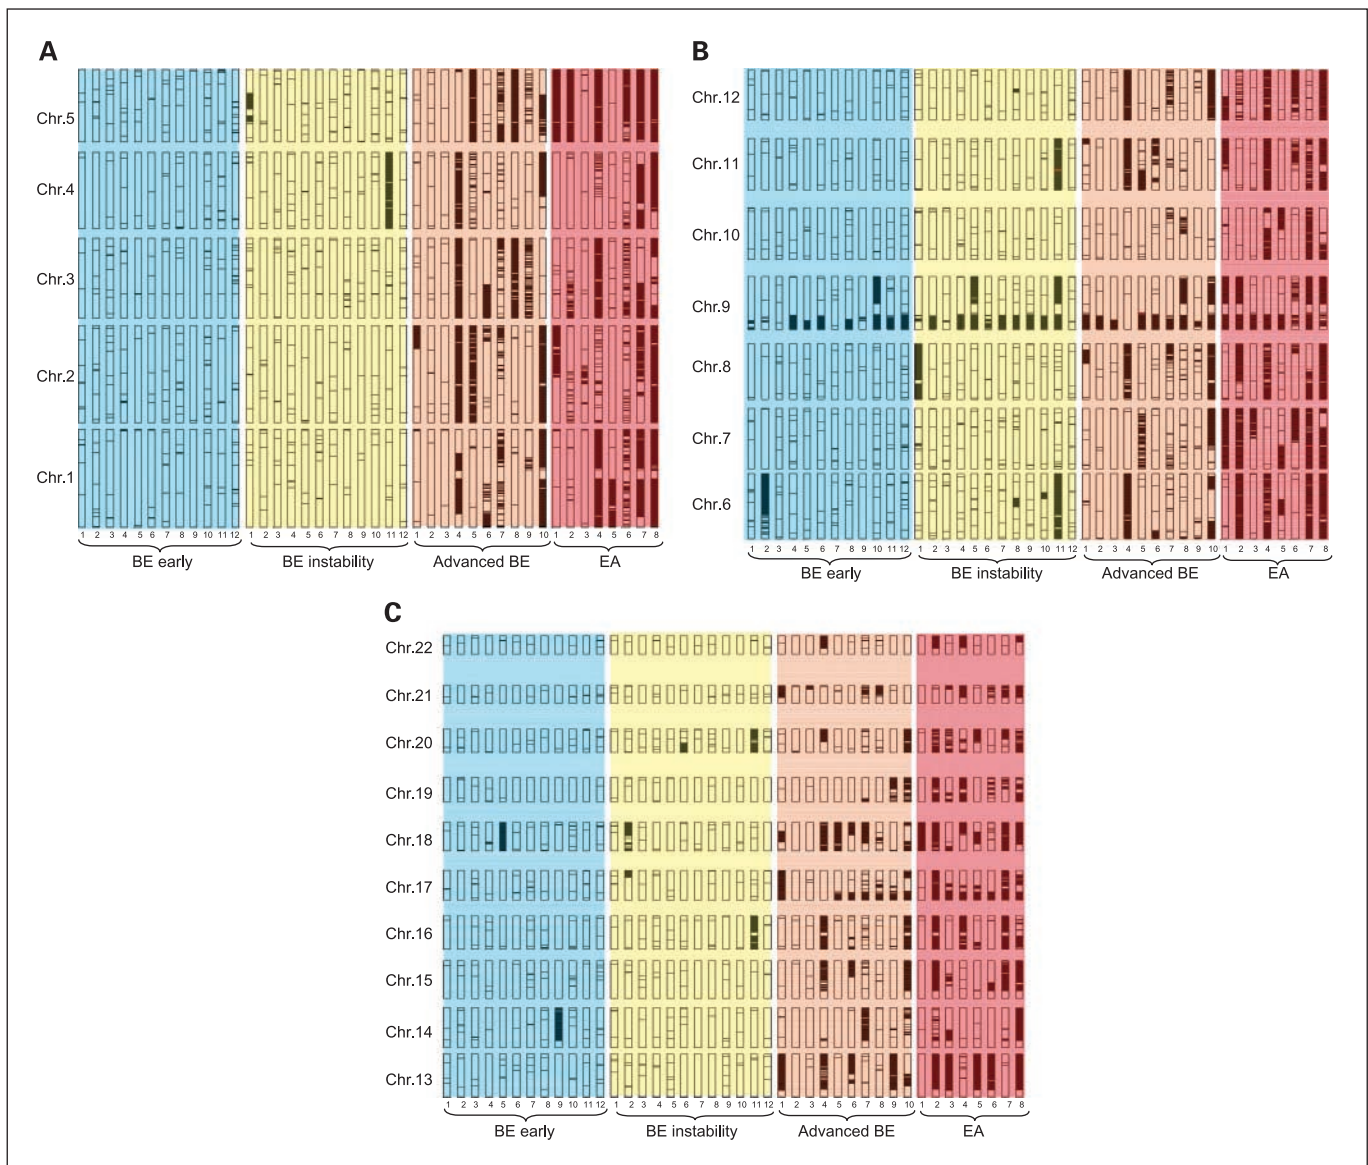 A
Chr.5
Chr.4
Chr.3
Chr.2
Chr.1
1 2 3 4 5 6 7 8 9 10 11 12 1 2 3 4 5 6 7 8 9 10 11 12 1 2 3 4 5 6 7 8 9 10 1 2 3 4 5 6 7 8
BE early BE instability Advanced BE EA
B
Chr.12
Chr.11
Chr.10
Chr.9
Chr.8
Chr.7
Chr.6
1 2 3 4 5 6 7 8 9 10 11 12 1 2 3 4 5 6 7 8 9 10 11 12 1 2 3 4 5 6 7 8 9 10 1 2 3 4 5 6 7 8
BE early BE instability Advanced BE EA
C
Chr.22
Chr.21
Chr.20
Chr.19
Chr.18
Chr.17
Chr.16
Chr.15
Chr.14
Chr.13
1 2 3 4 5 6 7 8 9 10 11 12 1 2 3 4 5 6 7 8 9 10 11 12 1 2 3 4 5 6 7 8 9 10 1 2 3 4 5 6 7 8
BE early BE instability Advanced BE EA